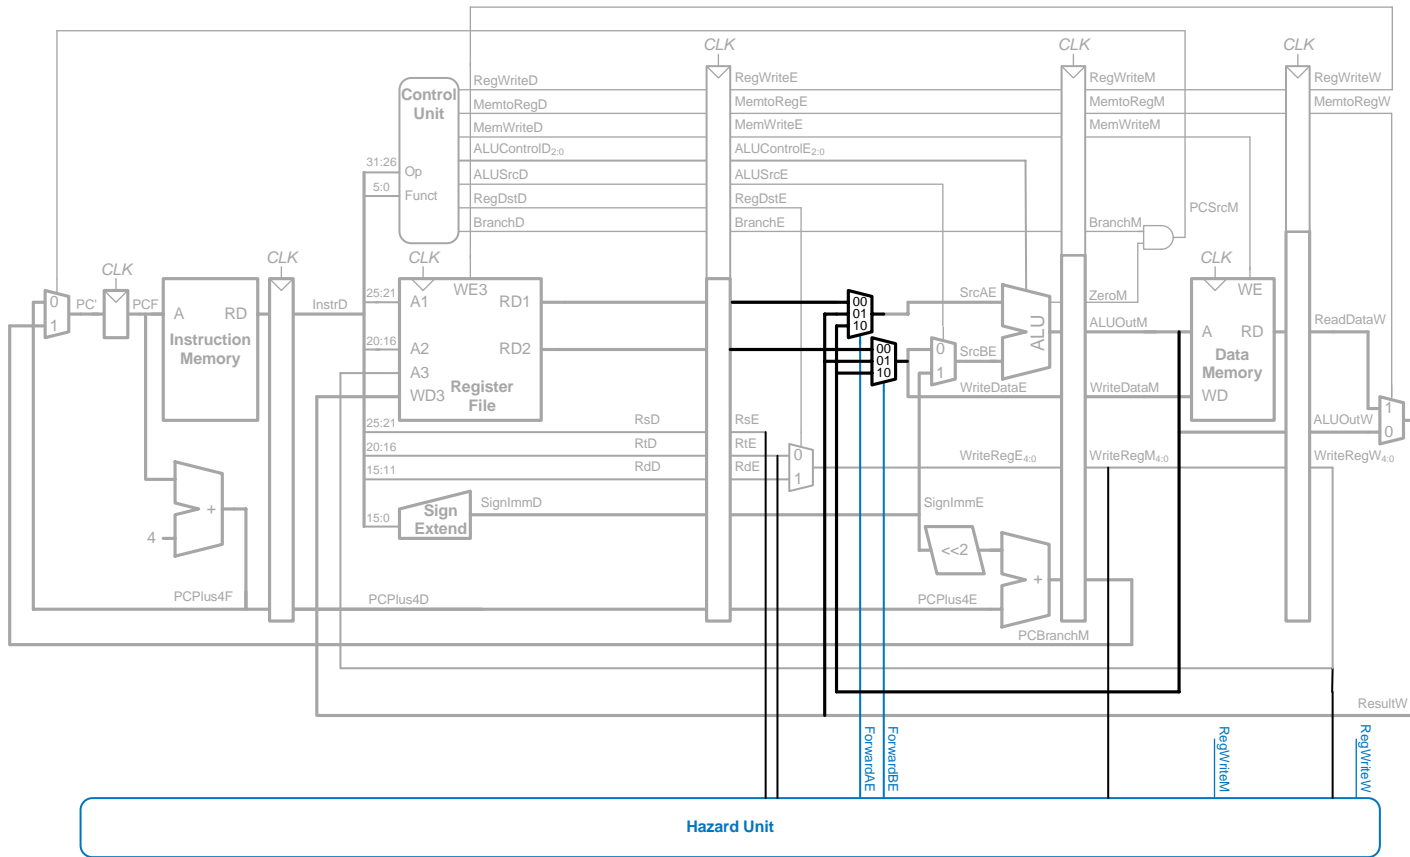 CLK CLK CLK
RegWriteD RegWriteE RegWriteM RegWriteW
Control Unit
MemtoRegD MemtoRegE MemtoRegM MemtoRegW
MemWriteD MemWriteE MemWriteM
ALUControlD2:0 ALUControlE2:0
31:26 Op
ALUSrcD ALUSrcE
5:0 Funct
RegDstD RegDstE
PCSrcM
BranchD BranchE BranchM
CLK CLK CLK CLK
0 1 PC' PCF
A RD
Instruction Memory
InstrD
25:21 A1 WE3 RD1
00 01 10
SrcAE
ALU
ZeroM
ALUOutM
WE
A RD
Data Memory
WD
ReadDataW
20:16 A2 RD2
00 01 10
0 1
SrcBE
A3
WD3
Register File
WriteDataE WriteDataM
1 0
ALUOutW
25:21 RsD RsE
20:16 RtD RtE
15:11 RdD RdE
0 1
WriteRegE4:0 WriteRegM4:0 WriteRegW4:0
15:0 Sign Extend
SignImmD SignImmE
4 +
<<2
+
PCPlus4F PCPlus4D PCPlus4E
PCBranchM
ResultW
ForwardAE
ForwardBE
RegWriteM
RegWriteW
Hazard Unit